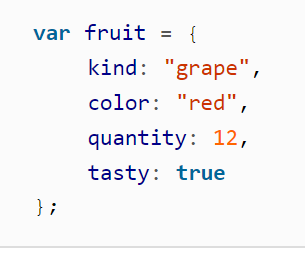 var fruit = {
    kind: "grape",
    color: "red",
    quantity: 12,
    tasty: true
};